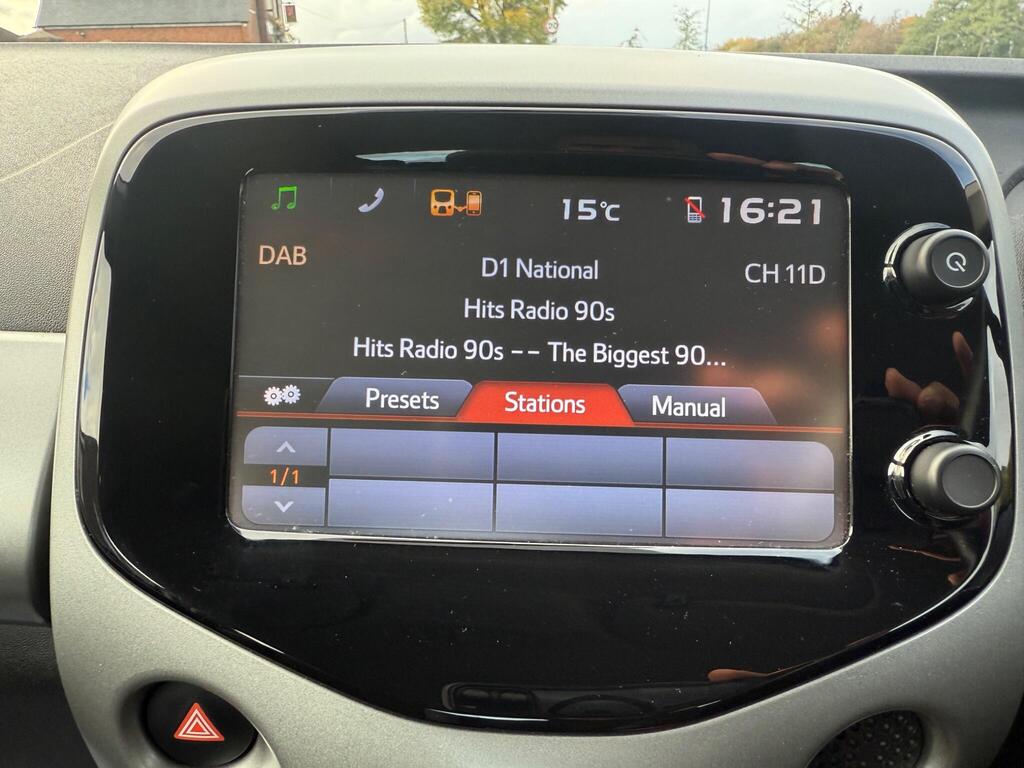 15°C
16:21
DAB
D1 National
CH 11D
Hits Radio 90s
Hits Radio 90s -- The Biggest 90...
Presets
Stations
Manual
1/1